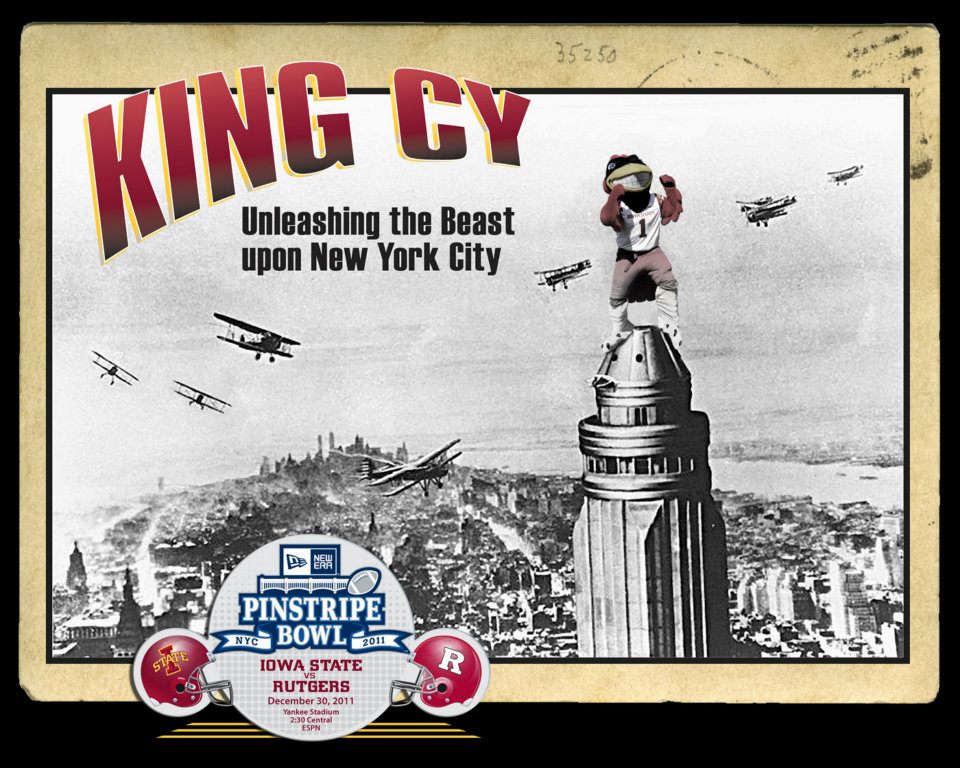 35250
KING CY
Unleashing the Beast
upon New York City
1
NEW
ERA
PINSTRIPE
NYC BOWL 2011
STATE
R
IOWA STATE
VS
RUTGERS
December 30, 2011
Yankee Stadium
2:30 Central
ESPN